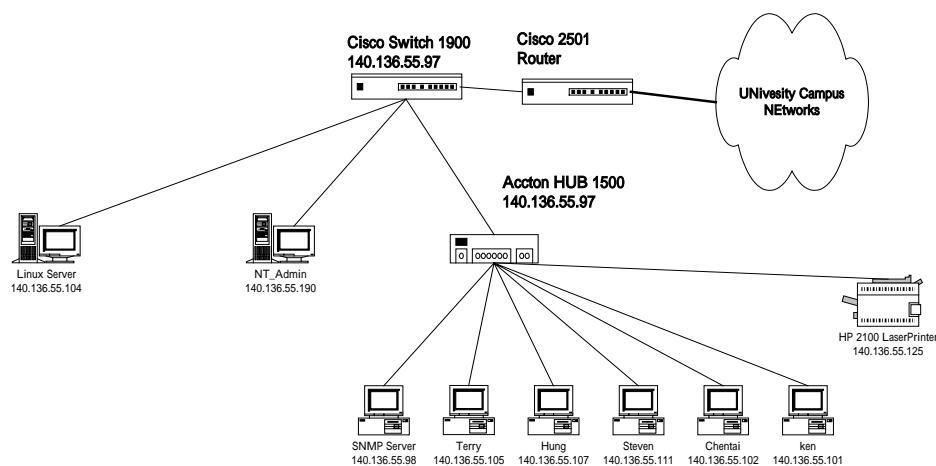 Cisco Switch 1900
140.136.55.97
Cisco 2501
Router
UNivesity Campus
NEtworks
Accton HUB 1500
140.136.55.97
Linux Server
140.136.55.104
NT_Admin
140.136.55.190
HP 2100 LaserPrinter
140.136.55.125
SNMP Server
140.136.55.98
Terry
140.136.55.105
Hung
140.136.55.107
Steven
140.136.55.111
Chentai
140.136.55.102
ken
140.136.55.101